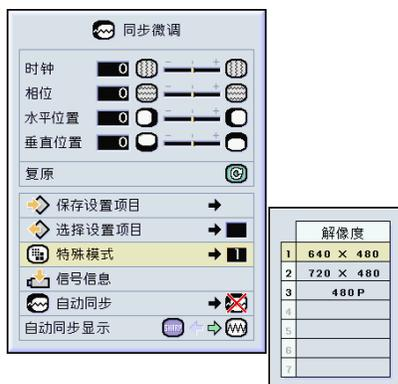 同步微调
时钟 0
相位 0
水平位置 0
垂直位置 0
复原
保存设置项目
选择设置项目
特殊模式 1
信号信息
自动同步
自动同步显示
解像度
1 640 × 480
2 720 × 480
3 480P
4
5
6
7